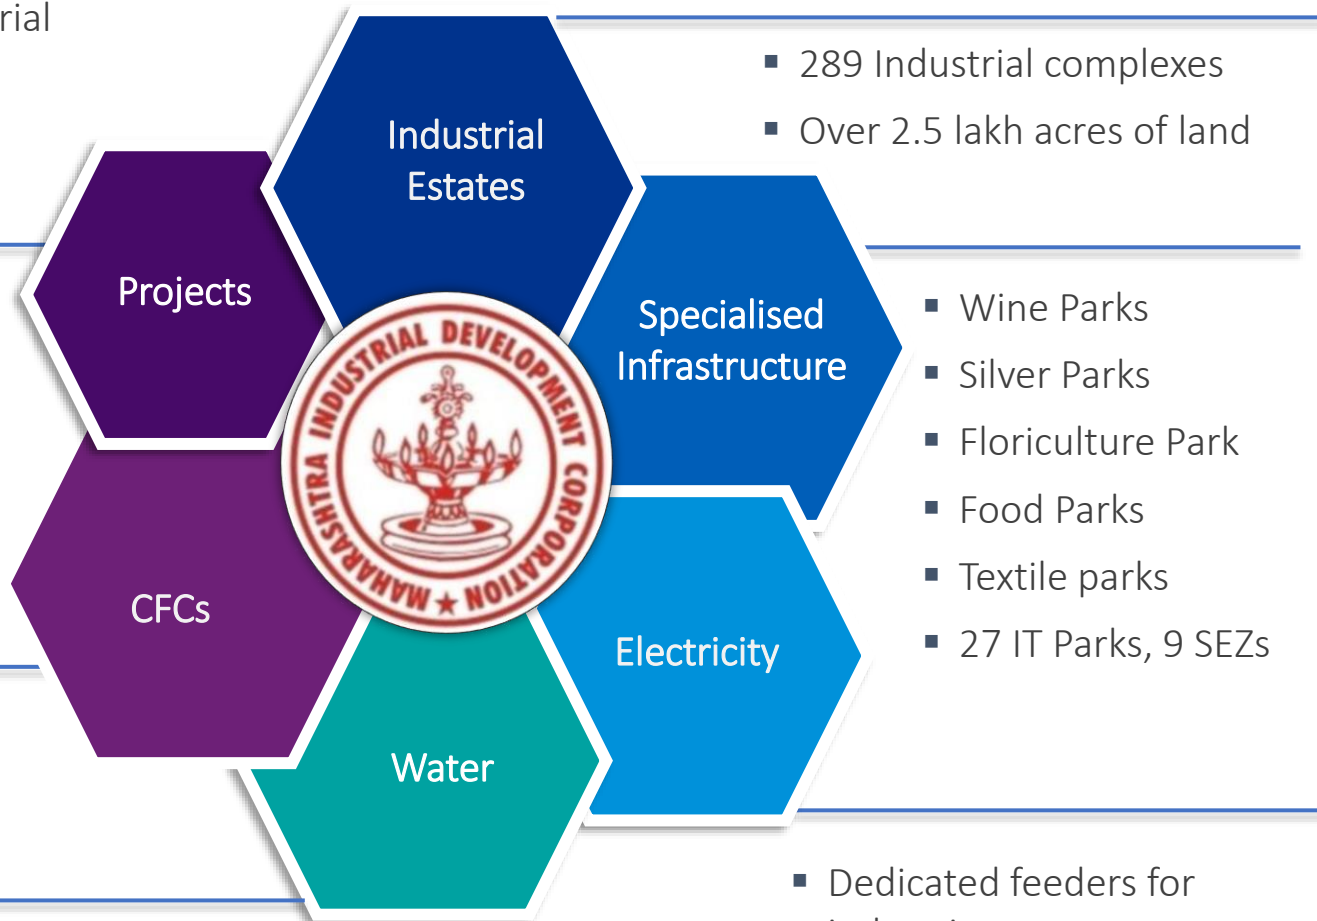 rial
Industrial
Estates
289 Industrial complexes
Over 2.5 lakh acres of land
Projects
Specialised
Infrastructure
Wine Parks
Silver Parks
Floriculture Park
Food Parks
Textile parks
27 IT Parks, 9 SEZs
MAHARASHTRA INDUSTRIAL DEVELOPMENT CORPORATION
CFCs
Electricity
Water
Dedicated feeders for